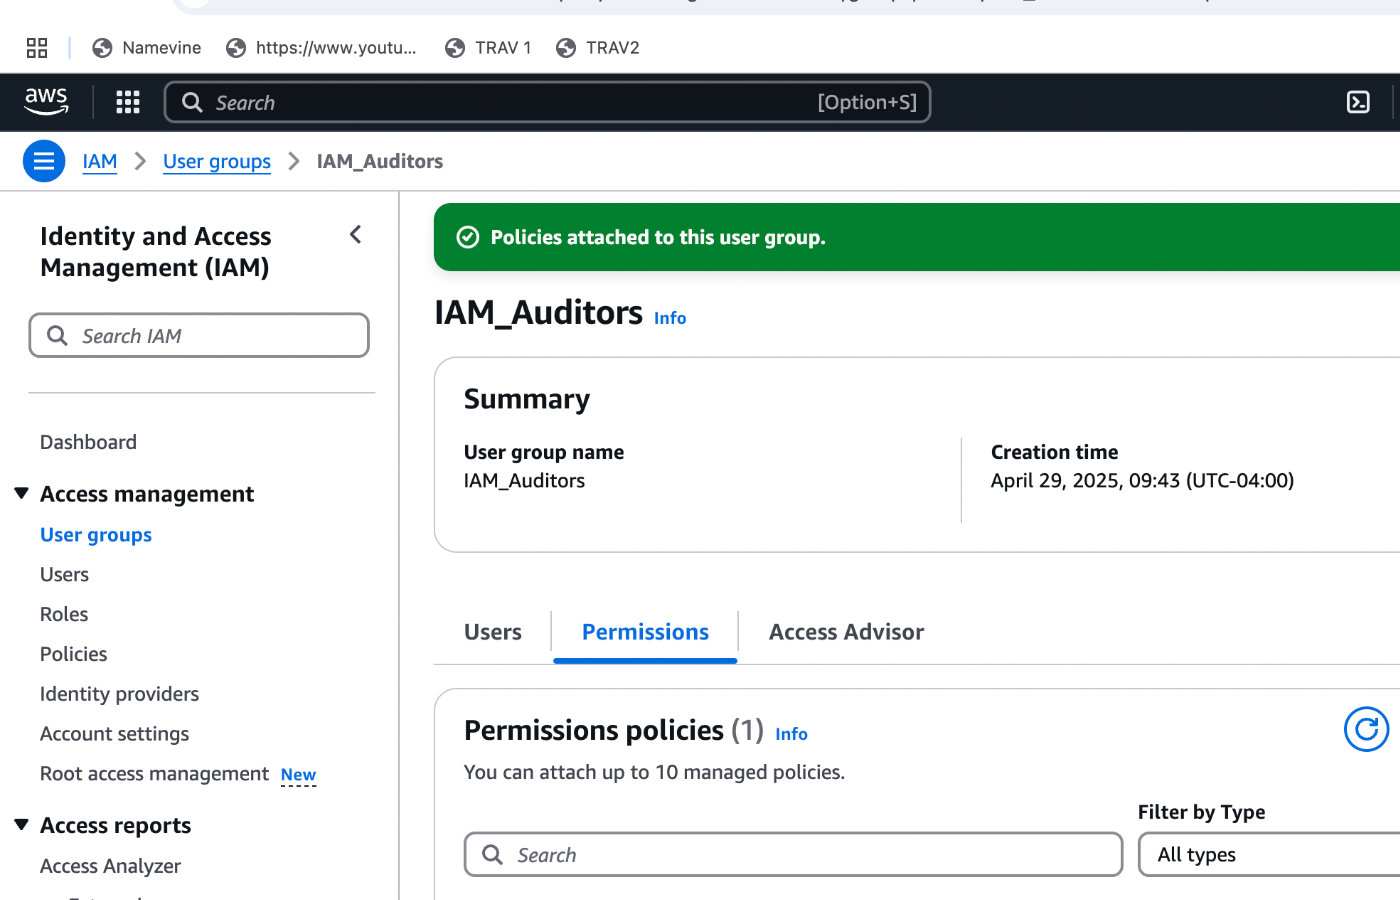 Namevine https://www.youtu... TRAV 1 TRAV2
aws Search [Option+S]
IAM User groups IAM_Auditors
Identity and Access
Management (IAM)
Search IAM
Dashboard
Access management
User groups
Users
Roles
Policies
Identity providers
Account settings
Root access management New
Access reports
Access Analyzer
Policies attached to this user group.
IAM_Auditors Info
Summary
User group name
IAM_Auditors
Creation time
April 29, 2025, 09:43 (UTC-04:00)
Users Permissions Access Advisor
Permissions policies (1) Info
You can attach up to 10 managed policies.
Filter by Type
Search All types